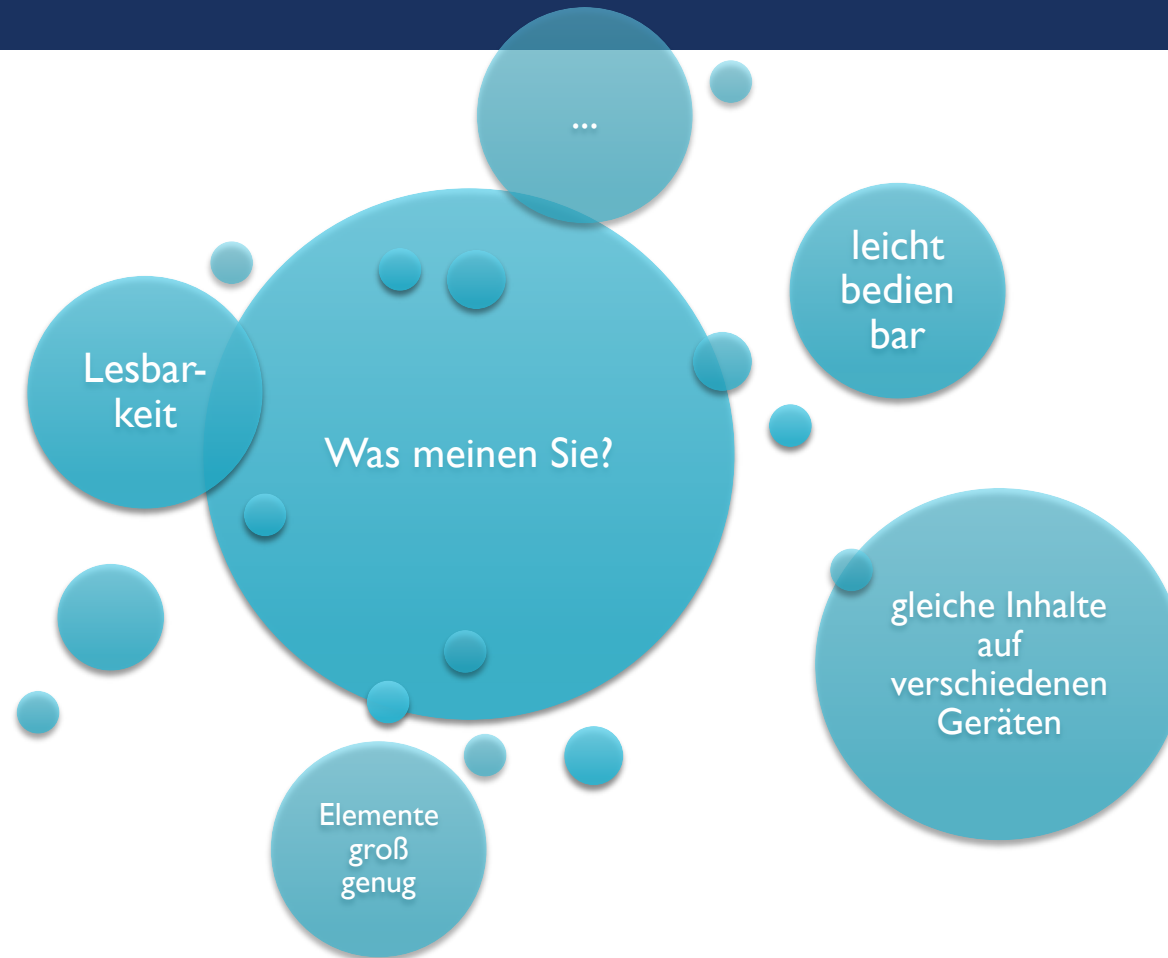 ...
leicht
bedien
bar
Lesbar-
keit
Was meinen Sie?
gleiche Inhalte
auf
verschiedenen
Geräten
Elemente
groß
genug